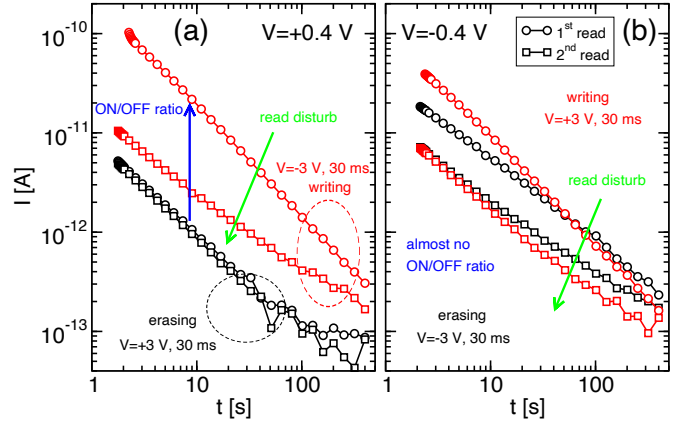 (a) V=+0.4 V
V=-0.4 V (b)
1st read
2nd read
ON/OFF ratio
read disturb
V=-3 V, 30 ms
writing
erasing
V=+3 V, 30 ms
writing
V=+3 V, 30 ms
read disturb
almost no
ON/OFF ratio
erasing
V=-3 V, 30 ms
I [A]
10-10
10-11
10-12
10-13
1 10 100
t [s]
1 10 100
t [s]